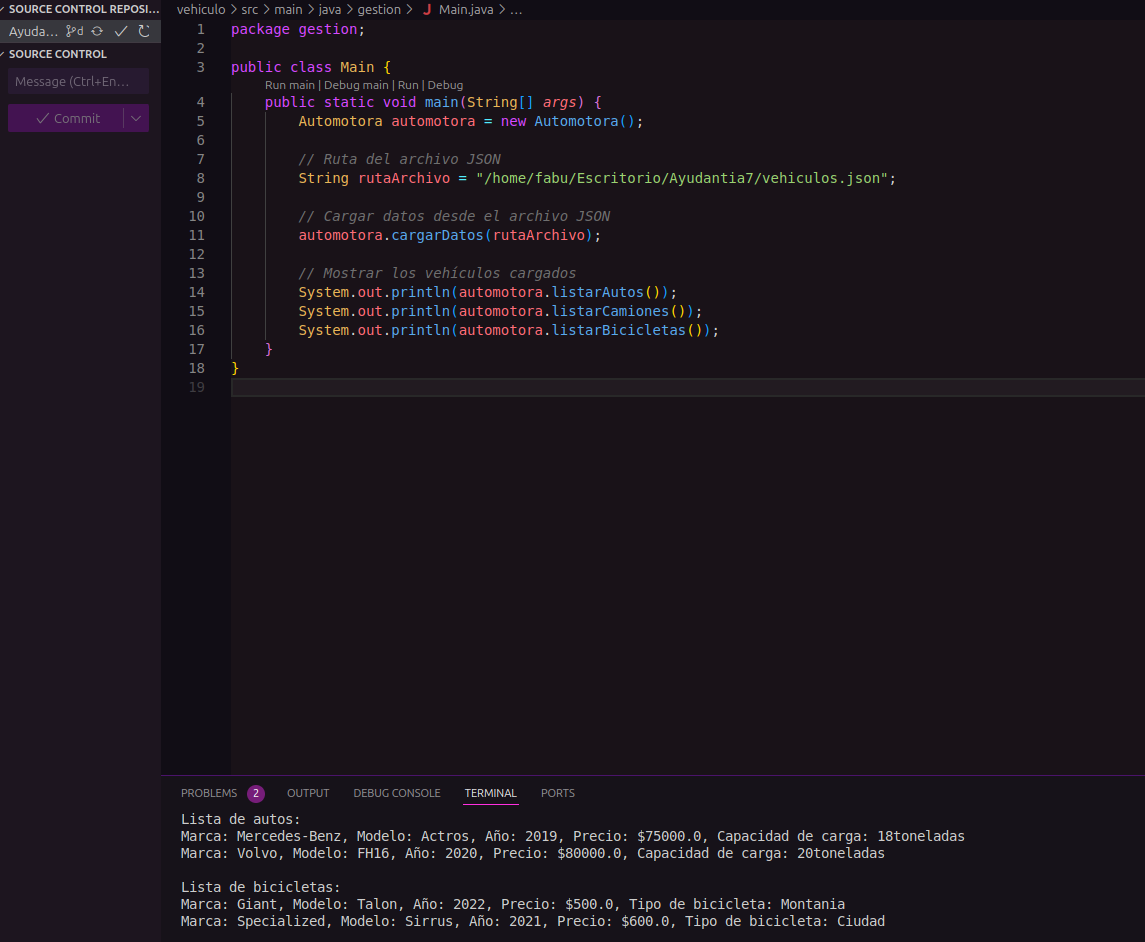 SOURCE CONTROL REPOSI...
Ayuda... d
SOURCE CONTROL
Message (Ctrl+En...
Commit
vehiculo > src > main > java > gestion > J Main.java > ...
1 package gestion;
2
3 public class Main {
Run main | Debug main | Run | Debug
4 public static void main(String[] args) {
5 Automotora automotora = new Automotora();
6
7 // Ruta del archivo JSON
8 String rutaArchivo = "/home/fabu/Escritorio/Ayudantia7/vehiculos.json";
9
10 // Cargar datos desde el archivo JSON
11 automotora.cargarDatos(rutaArchivo);
12
13 // Mostrar los vehículos cargados
14 System.out.println(automotora.listarAutos());
15 System.out.println(automotora.listarCamiones());
16 System.out.println(automotora.listarBicicletas());
17 }
18 }
19
PROBLEMS 2 OUTPUT DEBUG CONSOLE TERMINAL PORTS
Lista de autos:
Marca: Mercedes-Benz, Modelo: Actros, Año: 2019, Precio: $75000.0, Capacidad de carga: 18toneladas
Marca: Volvo, Modelo: FH16, Año: 2020, Precio: $80000.0, Capacidad de carga: 20toneladas
Lista de bicicletas:
Marca: Giant, Modelo: Talon, Año: 2022, Precio: $500.0, Tipo de bicicleta: Montania
Marca: Specialized, Modelo: Sirrus, Año: 2021, Precio: $600.0, Tipo de bicicleta: Ciudad